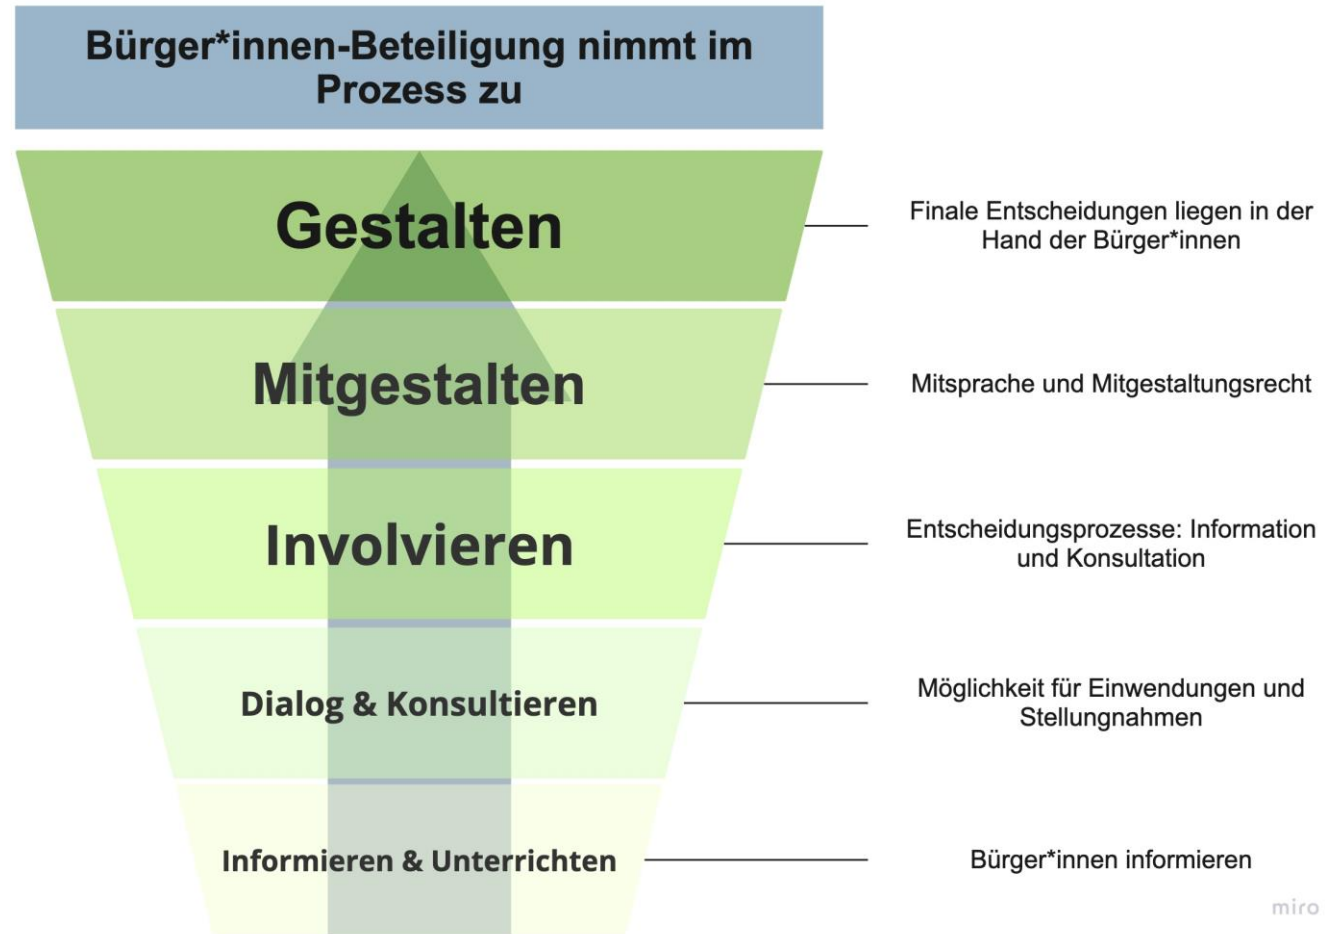 Bürger*innen-Beteiligung nimmt im
Prozess zu
Gestalten
Finale Entscheidungen liegen in der
Hand der Bürger*innen
Mitgestalten
Mitsprache und Mitgestaltungsrecht
Involvieren
Entscheidungsprozesse: Information
und Konsultation
Dialog & Konsultieren
Möglichkeit für Einwendungen und
Stellungnahmen
Informieren & Unterrichten
Bürger*innen informieren
miro